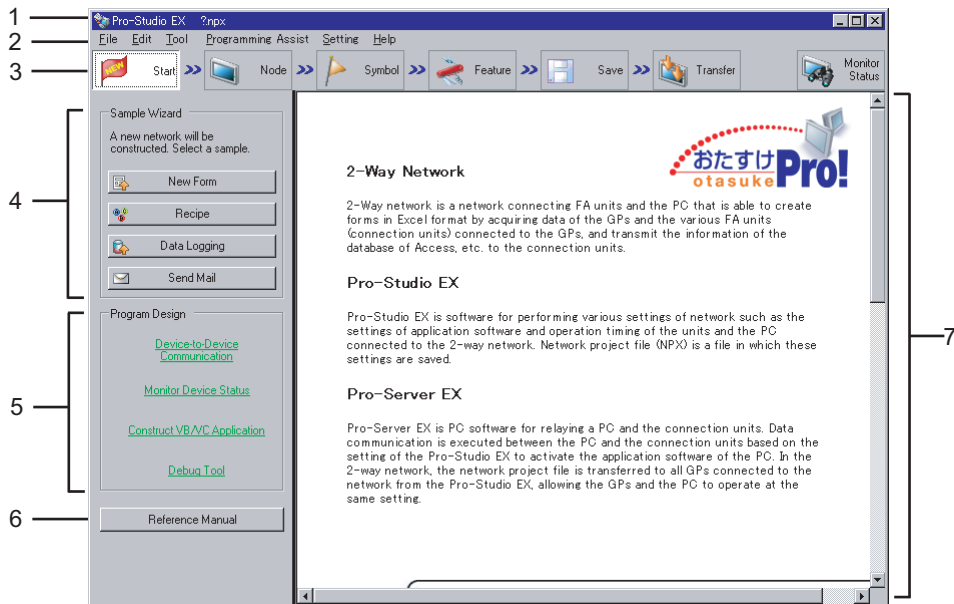 1
Pro-Studio EX ?.npx
2
File Edit Tool Programming Assist Setting Help
3
NEW Start Node Symbol Feature Save Transfer Monitor Status
4
Sample Wizard
A new network will be
constructed. Select a sample.
New Form
Recipe
Data Logging
Send Mail
5
Program Design
Device-to-Device
Communication
Monitor Device Status
Construct VB/VC Application
Debug Tool
6
Reference Manual
おたすけ Pro!
otasuke
2-Way Network
2-Way network is a network connecting FA units and the PC that is able to create
forms in Excel format by acquiring data of the GPs and the various FA units
(connection units) connected to the GPs, and transmit the information of the
database of Access, etc. to the connection units.
Pro-Studio EX
Pro-Studio EX is software for performing various settings of network such as the
settings of application software and operation timing of the units and the PC
connected to the 2-way network. Network project file (NPX) is a file in which these
settings are saved.
Pro-Server EX
Pro-Server EX is PC software for relaying a PC and the connection units. Data
communication is executed between the PC and the connection units based on the
setting of the Pro-Studio EX to activate the application software of the PC. In the
2-way network, the network project file is transferred to all GPs connected to the
network from the Pro-Studio EX, allowing the GPs and the PC to operate at the
same setting.
7